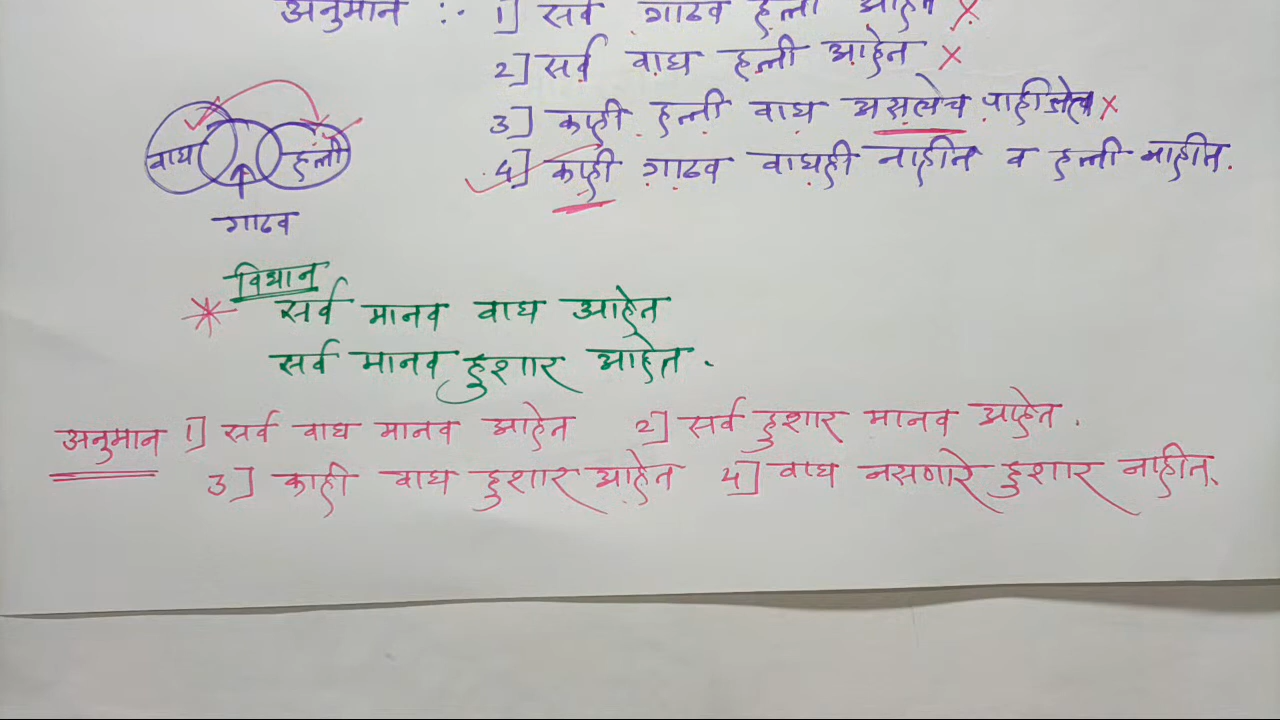 अनुमान :- 1] सर्व गाढव हत्ती आहेत ×
2] सर्व वाघ हत्ती आहेत ×
3] काही हत्ती वाघ असलेच पाहीजेत ×
4] काही गाढव वाघही नाहीत व हत्ती नाहीत.
वाघ हत्ती
गाढव
विधान
* सर्व मानव वाघ आहेत
सर्व मानव हुशार आहेत.
अनुमान 1] सर्व वाघ मानव आहेत 2] सर्व हुशार मानव आहेत.
3] काही वाघ हुशार आहेत 4] वाघ नसणारे हुशार नाहीत.